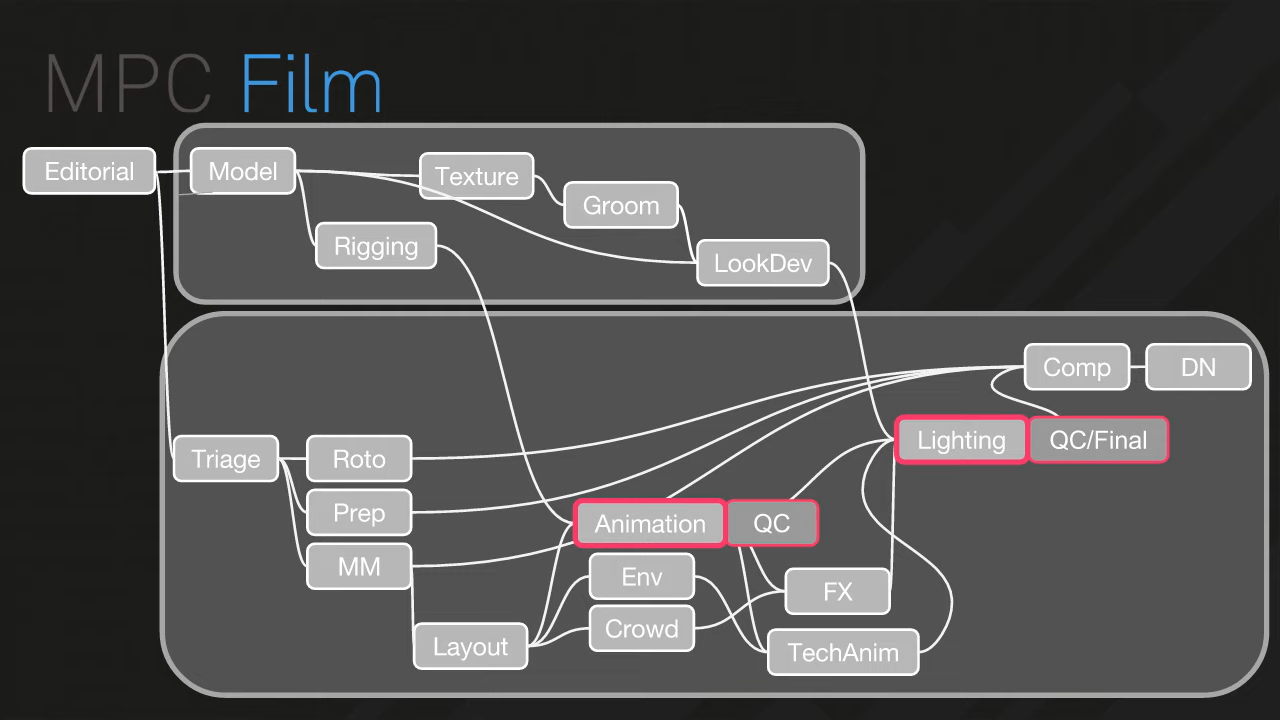 MPC Film
Editorial
Model
Texture
Groom
Rigging
LookDev
Comp
DN
Lighting
QC/Final
Triage
Roto
Prep
MM
Animation
QC
Env
Crowd
FX
Layout
TechAnim